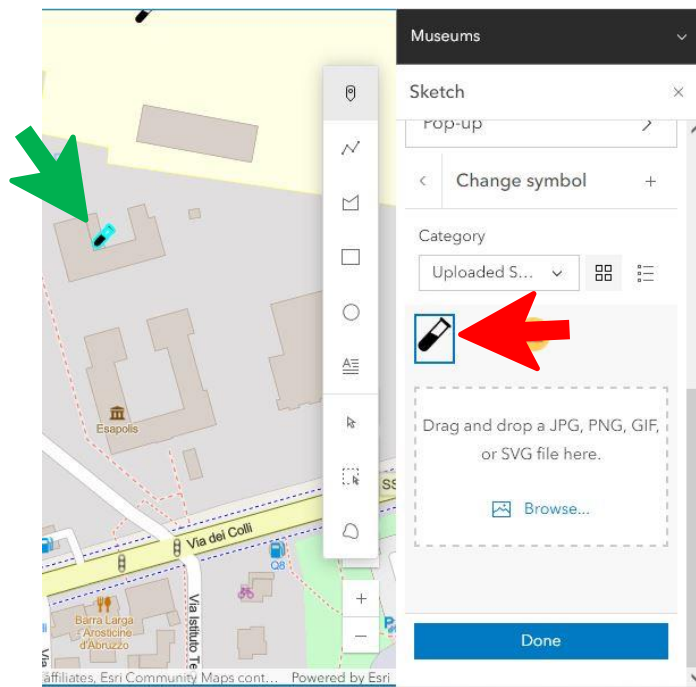 Museums
Sketch
Pop-up
Change symbol
Category
Uploaded S...
Drag and drop a JPG, PNG, GIF,
or SVG file here.
Browse...
Done
Esapolis
SS
Via dei Colli
Q8
Via Istituto Te
Barra Larga
Arosticine
d'Abruzzo
Via
P
affiliates, Esri Community Maps cont...
Powered by Esri